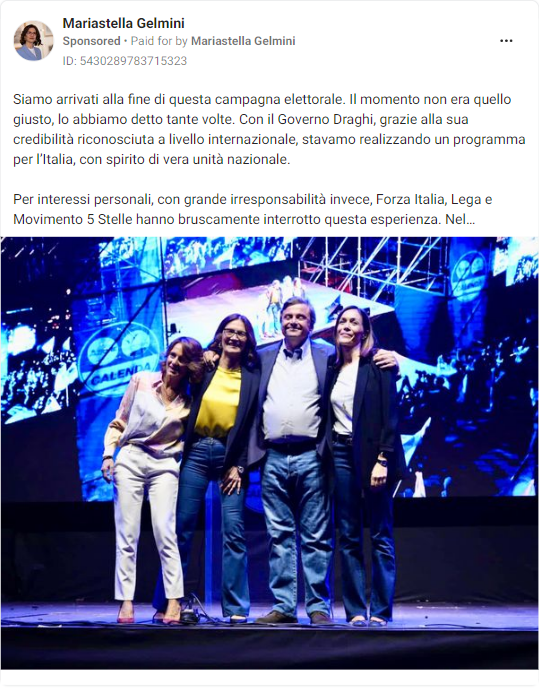 Mariastella Gelmini
Sponsored • Paid for by Mariastella Gelmini
ID: 5430289783715323
Siamo arrivati alla fine di questa campagna elettorale. Il momento non era quello
giusto, lo abbiamo detto tante volte. Con il Governo Draghi, grazie alla sua
credibilità riconosciuta a livello internazionale, stavamo realizzando un programma
per l’Italia, con spirito di vera unità nazionale.
Per interessi personali, con grande irresponsabilità invece, Forza Italia, Lega e
Movimento 5 Stelle hanno bruscamente interrotto questa esperienza. Nel...
CALENDA